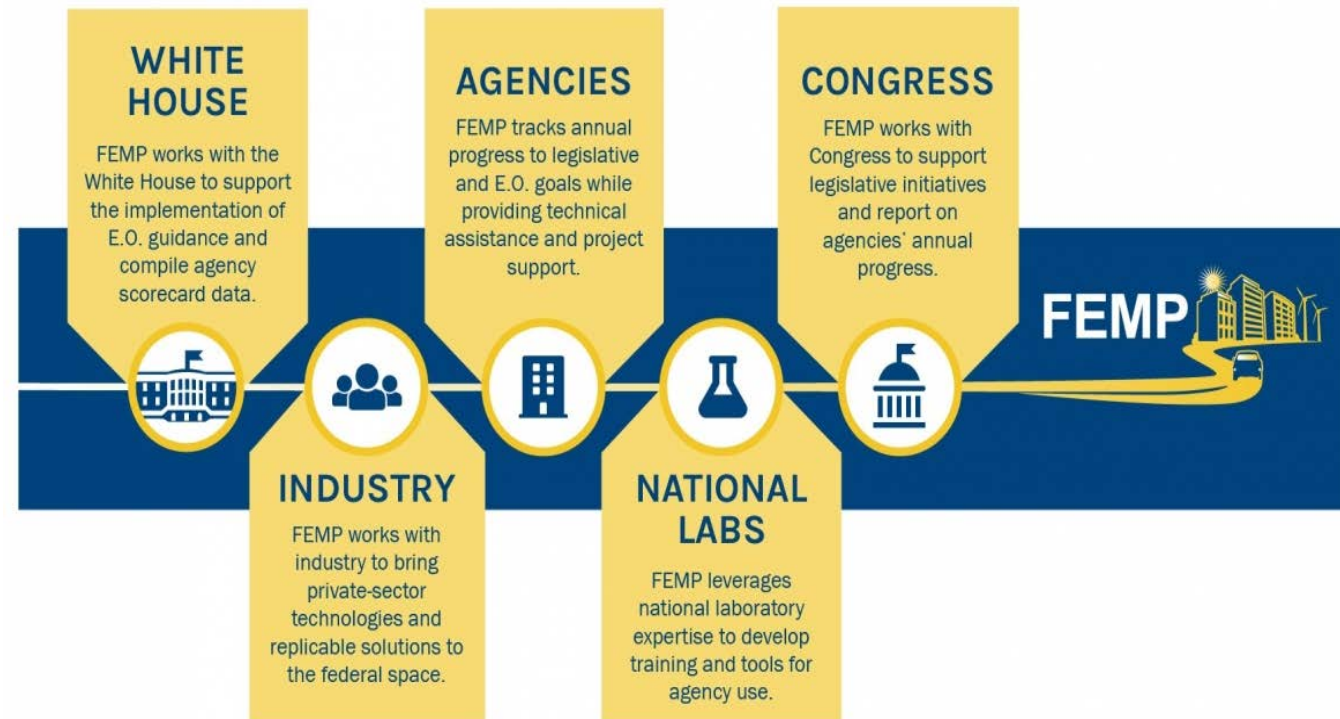 WHITE
HOUSE
FEMP works with the
White House to support
the implementation of
E.O. guidance and
compile agency
scorecard data.
INDUSTRY
FEMP works with
industry to bring
private-sector
technologies and
replicable solutions to
the federal space.
AGENCIES
FEMP tracks annual
progress to legislative
and E.O. goals while
providing technical
assistance and project
support.
NATIONAL
LABS
FEMP leverages
national laboratory
expertise to develop
training and tools for
agency use.
CONGRESS
FEMP works with
Congress to support
legislative initiatives
and report on
agencies' annual
progress.
FEMP